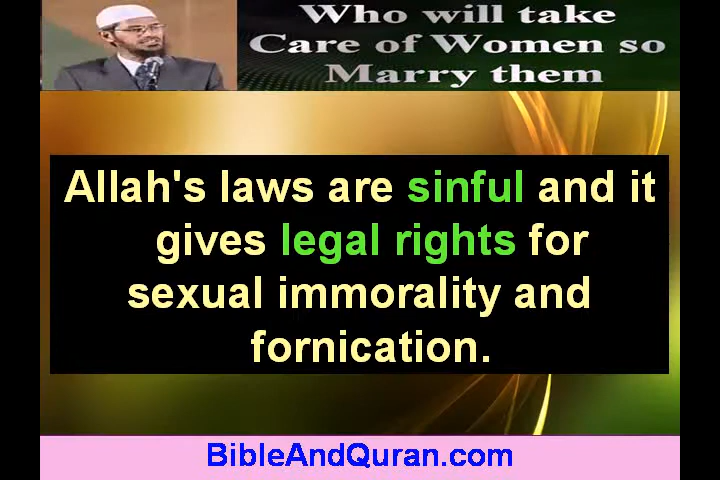 Who will take
Care of Women so
Marry them
Allah's laws are sinful and it
gives legal rights for
sexual immorality and
fornication.
BibleAndQuran.com